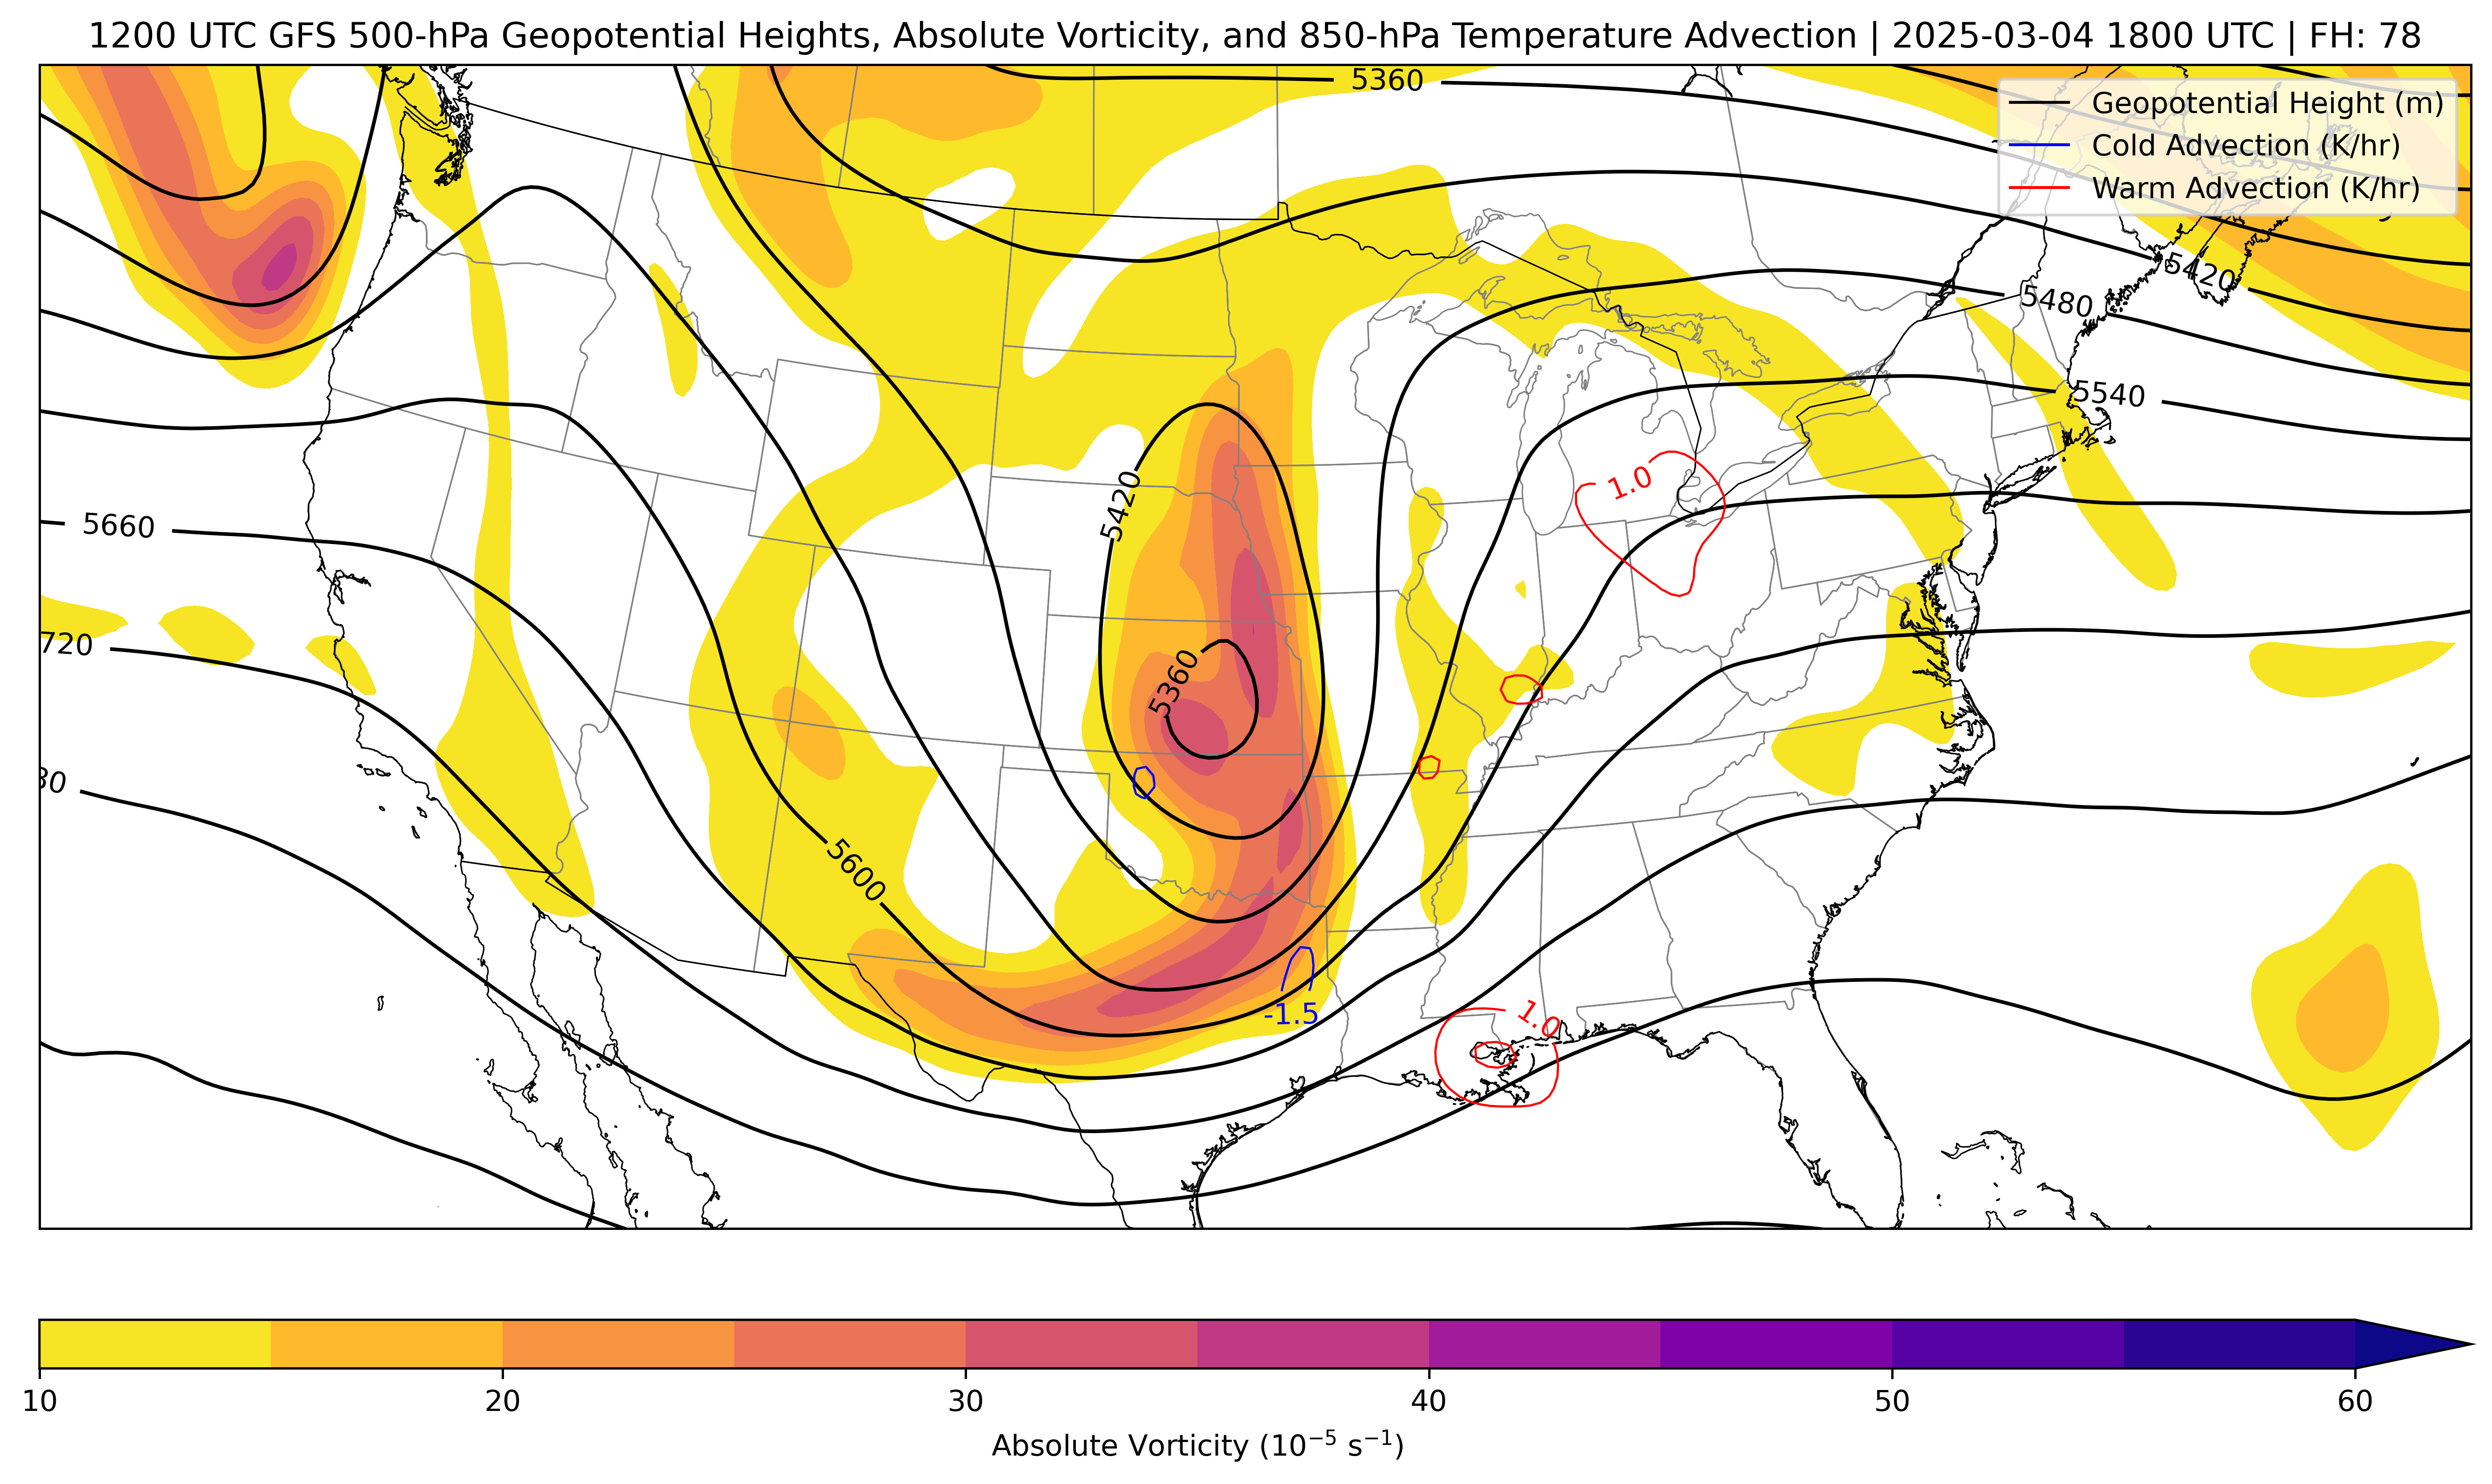 1200 UTC GFS 500-hPa Geopotential Heights, Absolute Vorticity, and 850-hPa Temperature Advection | 2025-03-04 1800 UTC | FH: 78
5360
Geopotential Height (m)
Cold Advection (K/hr)
Warm Advection (K/hr)
5420
5480
5540
1.0
5420
5660
720
5360
80
5600
-1.5
1.0
10 20 30 40 50 60
Absolute Vorticity (10⁻⁵ s⁻¹)